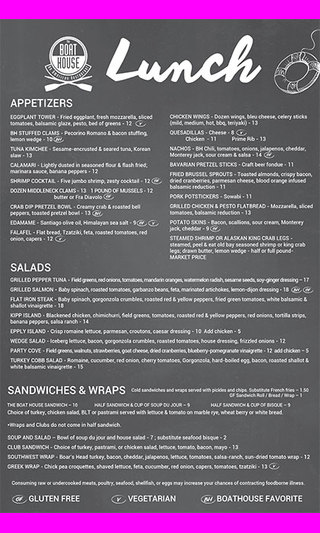 BOAT
HOUSE
Lunch
APPETIZERS
EGGPLANT TOWER - Fried eggplant, fresh mozzarella, sliced
tomatoes, balsamic glaze, pesto, bed of greens - 12 V
BH STUFFED CLAMS - Pecorino Romano & bacon stuffing,
lemon wedge - 10 BH
TUNA KIMCHEE - Sesame-encrusted & seared tuna, Korean
slaw - 13
CALAMARI - Lightly dusted in seasoned flour & flash fried;
marinara sauce, banana peppers - 12
SHRIMP COCKTAIL - Five jumbo shrimp, zesty cocktail - 12 GF
DOZEN MIDDLENECK CLAMS - 13 1 POUND OF MUSSELS - 12
butter or Fra Diavolo GF
CRAB DIP PRETZEL BOWL - Creamy crab & roasted bell
peppers, toasted pretzel bowl - 13 BH
EDAMAME - Satsuma spring onion oil, Himalayan sea salt - 9 GF V
FALAFEL - Flat bread, Tzatziki, feta, roasted tomatoes, red
onion, capers - 12 V
CHICKEN WINGS - Dozen wings, bleu cheese, celery sticks
(mild, medium, hot, bbq, teriyaki) - 13
QUESADILLAS - Cheese - 8 V
Chicken - 11 Prime Rib - 13
NACHOS - BH Chili, tomatoes, onions, jalapenos, cheddar,
Monterey jack, sour cream & salsa - 14 BH
BAVARIAN PRETZEL STICKS - Craft beer fondue - 11
FRIED BRUSSEL SPROUTS - Toasted almonds, crispy bacon,
dried cranberries, parmesan cheese, blood orange infused
balsamic reduction - 11
PORK POTSTICKERS - Sowabi - 11
GRILLED CHICKEN & PESTO FLATBREAD - Mozzarella, sliced
tomatoes, balsamic reduction - 13
POTATO SKINS - Bacon, scallions, sour cream, Monterey
jack, cheddar - 9 BH
STEAMED SHRIMP OR ALASKAN KING CRAB LEGS -
steamed, peel & eat old bay seasoned shrimp or king crab
legs; drawn butter, lemon wedge - half or full pound-
MARKET PRICE
SALADS
GRILLED PEPPER TUNA - Field greens, red onions, tomatoes, mandarin oranges, watermelon radish, sesame seeds, soy-ginger dressing - 17
GRILLED SALMON - Baby spinach, roasted tomatoes, garbanzo beans, feta, marinated artichokes, lemon-dijon dressing - 18 GF BH
FLAT IRON STEAK - Baby spinach, gorgonzola crumbles, roasted red & yellow peppers, fried green tomatoes, white balsamic &
shallot vinaigrette - 18
KIPP ISLAND - Blackened chicken, chimichurri, field greens, tomatoes, roasted red & yellow peppers, red onions, tortilla strips,
banana peppers, salsa ranch - 14
EPPLY ISLAND - Crisp romaine lettuce, parmesan, croutons, caesar dressing - 10 Add chicken - 5
WEDGE SALAD - Iceberg lettuce, bacon, gorgonzola crumbles, roasted tomatoes, house dressing, frizzled onions - 12
PARTY COVE - Field greens, walnuts, strawberries, goat cheese, dried cranberries, blueberry-pomegranate vinaigrette - 12 add chicken - 5
TURKEY COBB SALAD - Romaine, cucumber, red onion, cherry tomatoes, Gorgonzola, hard-boiled egg, bacon, roasted shallot &
white balsamic vinaigrette - 15
SANDWICHES & WRAPS
Cold sandwiches and wraps served with pickle and chips. Substitute French fries - 1.50
GF Sandwich Roll / Bread / Wrap - 1
THE BOAT HOUSE SANDWICH - 10 HALF SANDWICH & CUP OF SOUP DU JOUR - 9 HALF SANDWICH & CUP OF BISQUE - 9
Choice of turkey, chicken salad, BLT or pastrami served with lettuce & tomato on marble rye, wheat berry or white bread.
•Wraps and Clubs do not come in half sandwich.
SOUP AND SALAD – Bowl of soup du jour and house salad - 7 ; substitute seafood bisque - 2
CLUB SANDWICH - Choice of turkey, pastrami, or chicken salad, lettuce, tomato, bacon, mayo - 13
SOUTHWEST WRAP - Boar's Head turkey, bacon, cheddar, jalapenos, lettuce, tomatoes, salsa-ranch, sun-dried tomato wrap - 12
GREEK WRAP - Chick pea croquettes, shaved lettuce, feta, cucumber, red onion, capers, tomatoes, tzatziki - 13 V
Consuming raw or undercooked meats, poultry, seafood, shellfish, or eggs may increase your chances of contracting foodborne illness.
GF GLUTEN FREE V VEGETARIAN BH BOATHOUSE FAVORITE